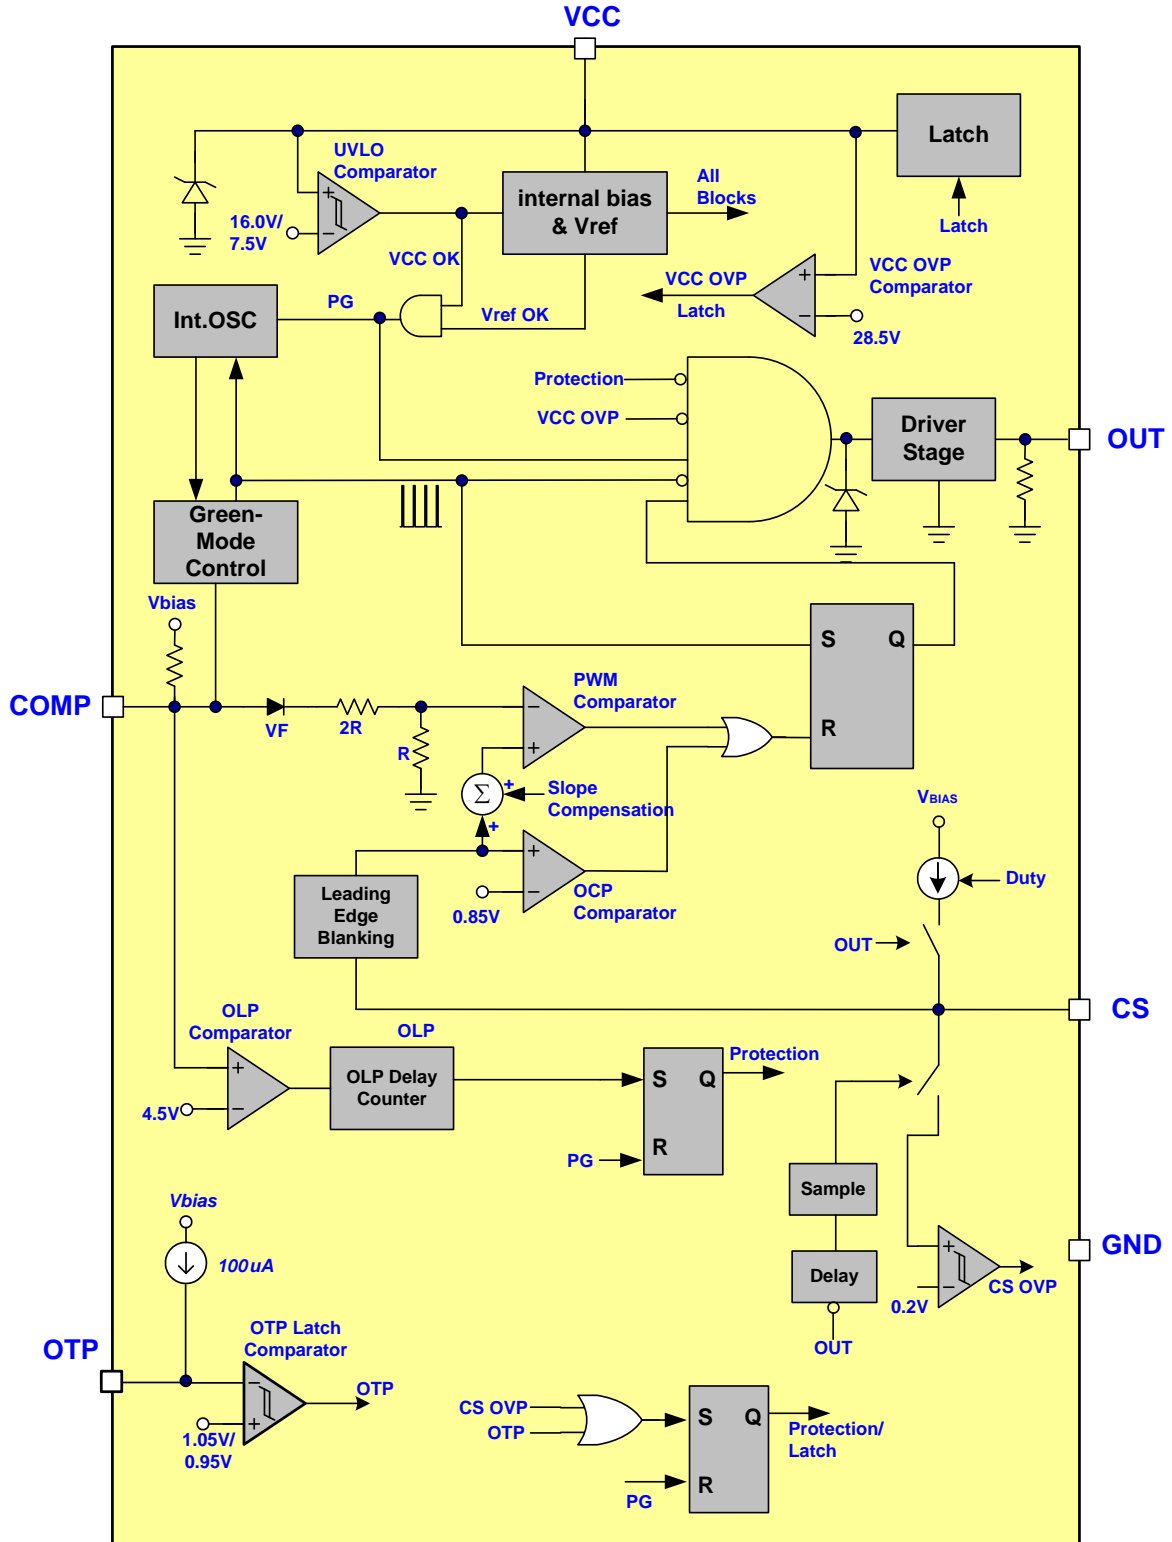 VCC
UVLO
Comparator
16.0V/
7.5V
VCC OK
internal bias
& Vref
All
Blocks
Latch
Latch
VCC OVP
Latch
VCC OVP
Comparator
28.5V
PG
Vref OK
Int.OSC
Protection
VCC OVP
Driver
Stage
OUT
Green-
Mode
Control
Vbias
COMP
VF
2R
R
PWM
Comparator
S
Q
R
Σ
+
+
Slope
Compensation
Leading
Edge
Blanking
0.85V
OCP
Comparator
VBIAS
Duty
OUT
CS
OLP
Comparator
4.5V
OLP
OLP Delay
Counter
S
Q
R
Protection
PG
Sample
Delay
OUT
GND
0.2V
CS OVP
Vbias
100uA
OTP
OTP Latch
Comparator
OTP
1.05V/
0.95V
CS OVP
OTP
S
Q
R
Protection/
Latch
PG